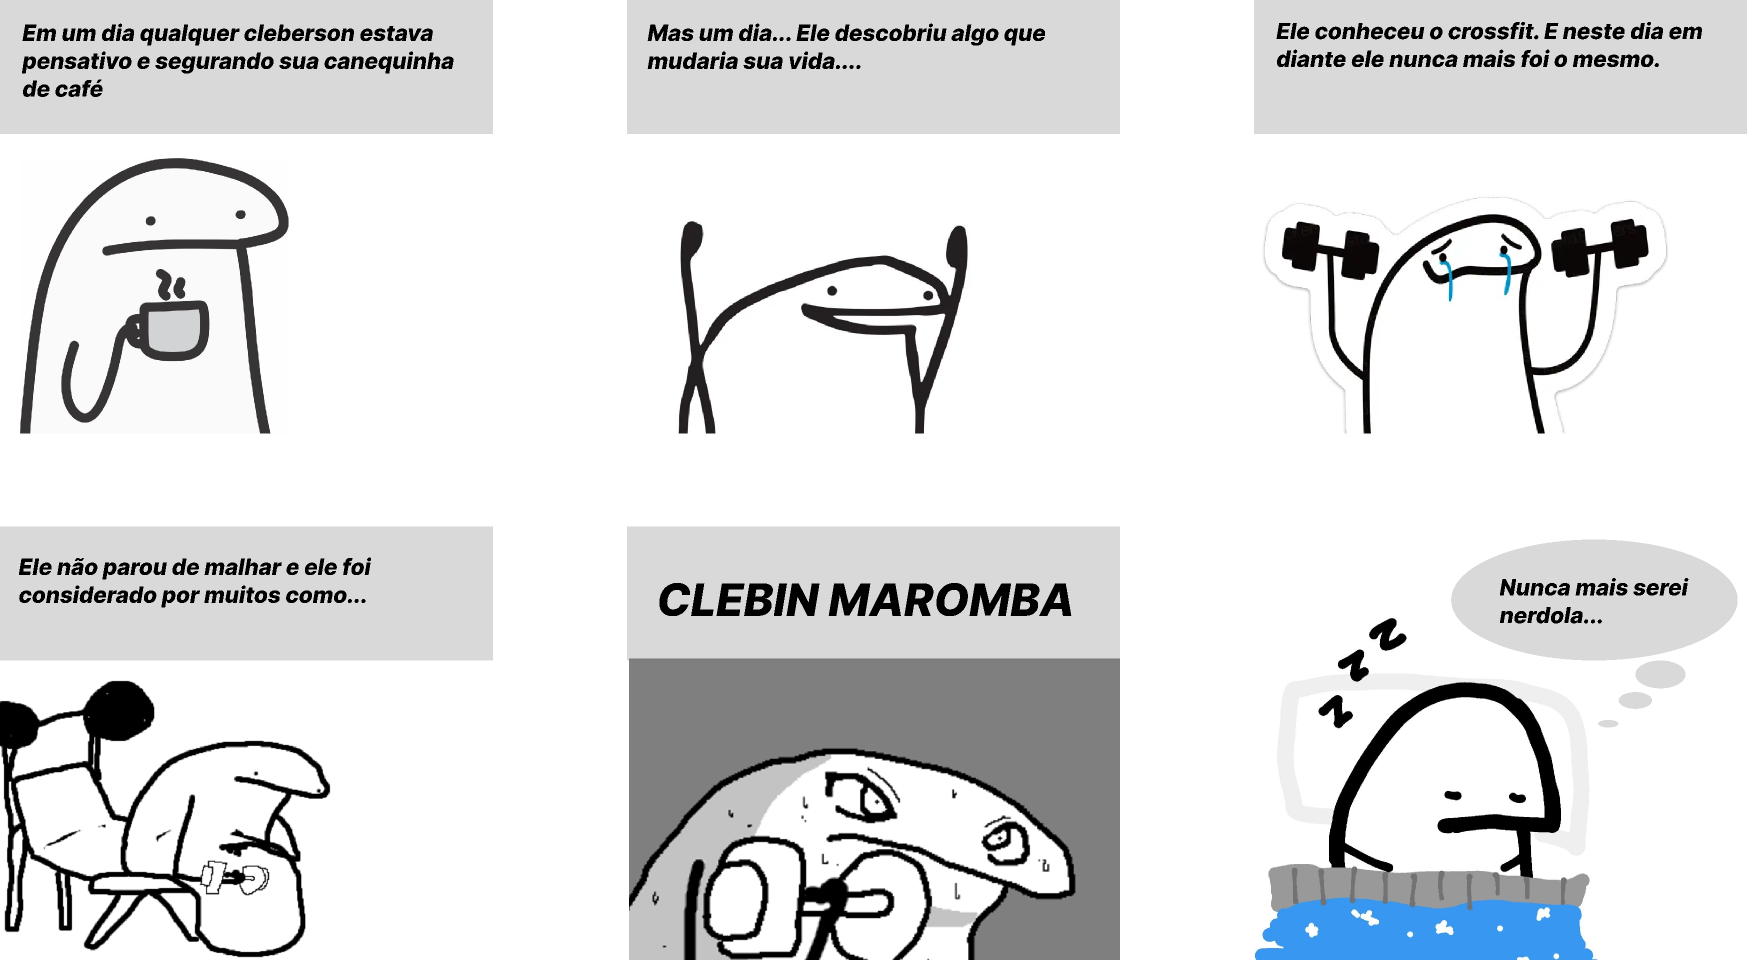 Em um dia qualquer cleberson estava
pensativo e segurando sua canequinha
de café
Mas um dia... Ele descobriu algo que
mudaria sua vida....
Ele conheceu o crossfit. E neste dia em
diante ele nunca mais foi o mesmo.
Ele não parou de malhar e ele foi
considerado por muitos como...
CLEBIN MAROMBA
Nunca mais serei
nerdola...
z z z